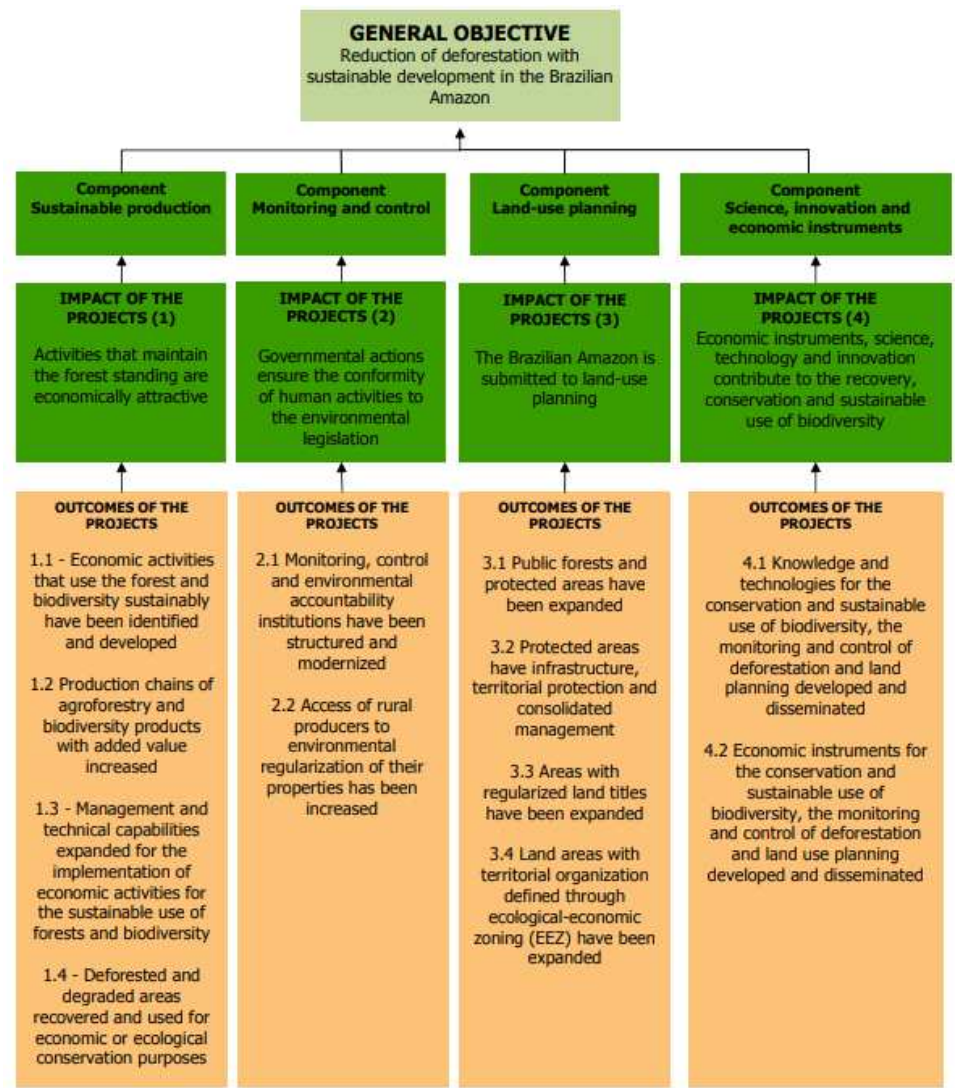 GENERAL OBJECTIVE
Reduction of deforestation with
sustainable development in the Brazilian
Amazon
Component
Sustainable production
Component
Monitoring and control
Component
Land-use planning
Component
Science, innovation and
economic instruments
IMPACT OF THE
PROJECTS (1)
Activities that maintain
the forest standing are
economically attractive
IMPACT OF THE
PROJECTS (2)
Governmental actions
ensure the conformity
of human activities to
the environmental
legislation
IMPACT OF THE
PROJECTS (3)
The Brazilian Amazon is
submitted to land-use
planning
IMPACT OF THE
PROJECTS (4)
Economic instruments, science,
technology and innovation
contribute to the recovery,
conservation and sustainable
use of biodiversity
OUTCOMES OF THE
PROJECTS
1.1 - Economic activities
that use the forest and
biodiversity sustainably
have been identified
and developed
1.2 Production chains of
agroforestry and
biodiversity products
with added value
increased
1.3 - Management and
technical capabilities
expanded for the
implementation of
economic activities for
the sustainable use of
forests and biodiversity
1.4 - Deforested and
degraded areas
recovered and used for
economic or ecological
conservation purposes
OUTCOMES OF THE
PROJECTS
2.1 Monitoring, control
and environmental
accountability
institutions have been
structured and
modernized
2.2 Access of rural
producers to
environmental
regularization of their
properties has been
increased
OUTCOMES OF THE
PROJECTS
3.1 Public forests and
protected areas have
been expanded
3.2 Protected areas
have infrastructure,
territorial protection and
consolidated
management
3.3 Areas with
regularized land titles
have been expanded
3.4 Land areas with
territorial organization
defined through
ecological-economic
zoning (EEZ) have been
expanded
OUTCOMES OF THE
PROJECTS
4.1 Knowledge and
technologies for the
conservation and sustainable
use of biodiversity, the
monitoring and control of
deforestation and land
planning developed and
disseminated
4.2 Economic instruments for
the conservation and
sustainable use of
biodiversity, the monitoring
and control of deforestation
and land use planning
developed and disseminated